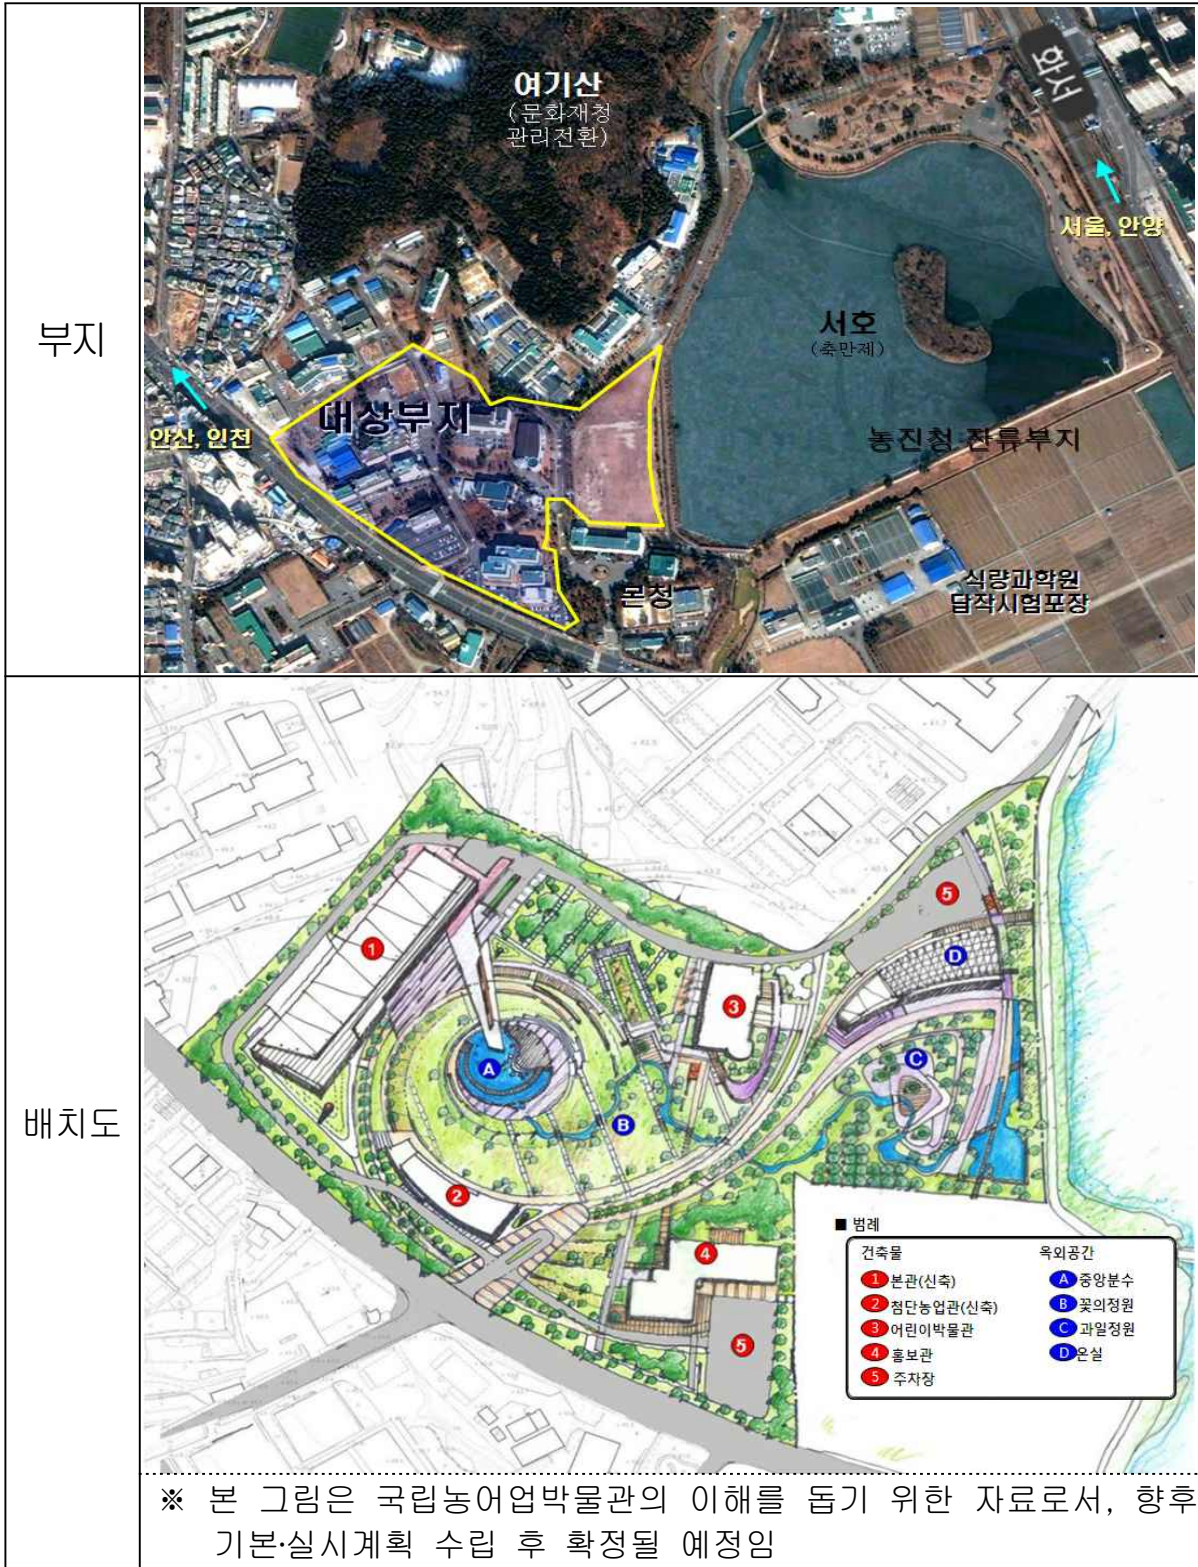 부지
여기산
(문화재청
관리전환)
화서
서울, 안양
서호
(축만제)
대상부지
안산, 인천
농진청 잔류부지
본청
식량과학원
답작시험포장
배치도
1
2
3
4
5
5
A
B
C
D
■ 범례
건축물
1 본관(신축)
2 첨단농업관(신축)
3 어린이박물관
4 홍보관
5 주차장
옥외공간
A 중앙분수
B 꽃의정원
C 과일정원
D 온실
※ 본 그림은 국립농어업박물관의 이해를 돕기 위한 자료로서, 향후
기본·실시계획 수립 후 확정될 예정임